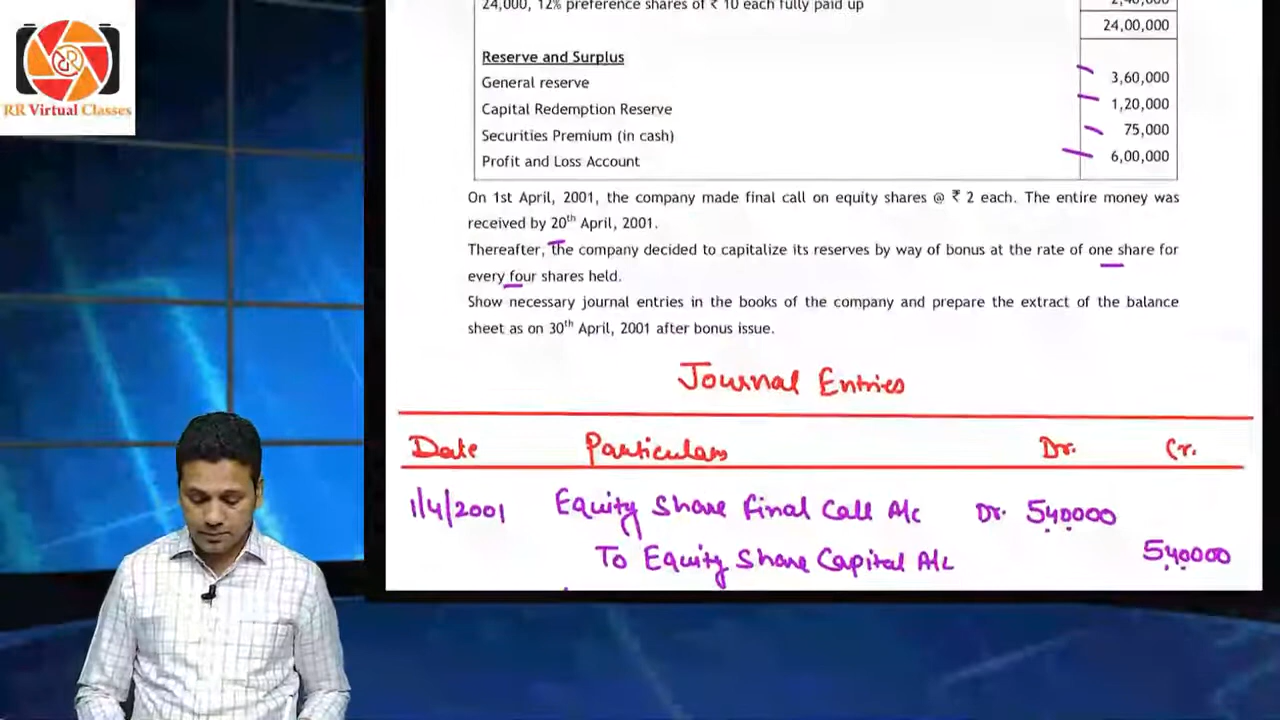 RR Virtual Classes
24,000, 12% preference shares of ₹ 10 each fully paid up 2,40,000
24,00,000
Reserve and Surplus
General reserve 3,60,000
Capital Redemption Reserve 1,20,000
Securities Premium (in cash) 75,000
Profit and Loss Account 6,00,000
On 1st April, 2001, the company made final call on equity shares @ ₹ 2 each. The entire money was
received by 20th April, 2001.
Thereafter, the company decided to capitalize its reserves by way of bonus at the rate of one share for
every four shares held.
Show necessary journal entries in the books of the company and prepare the extract of the balance
sheet as on 30th April, 2001 after bonus issue.
Journal Entries
Date Particulars Dr. Cr.
1/4/2001 Equity Share Final Call A/c Dr. 540000
To Equity Share Capital A/c 540000